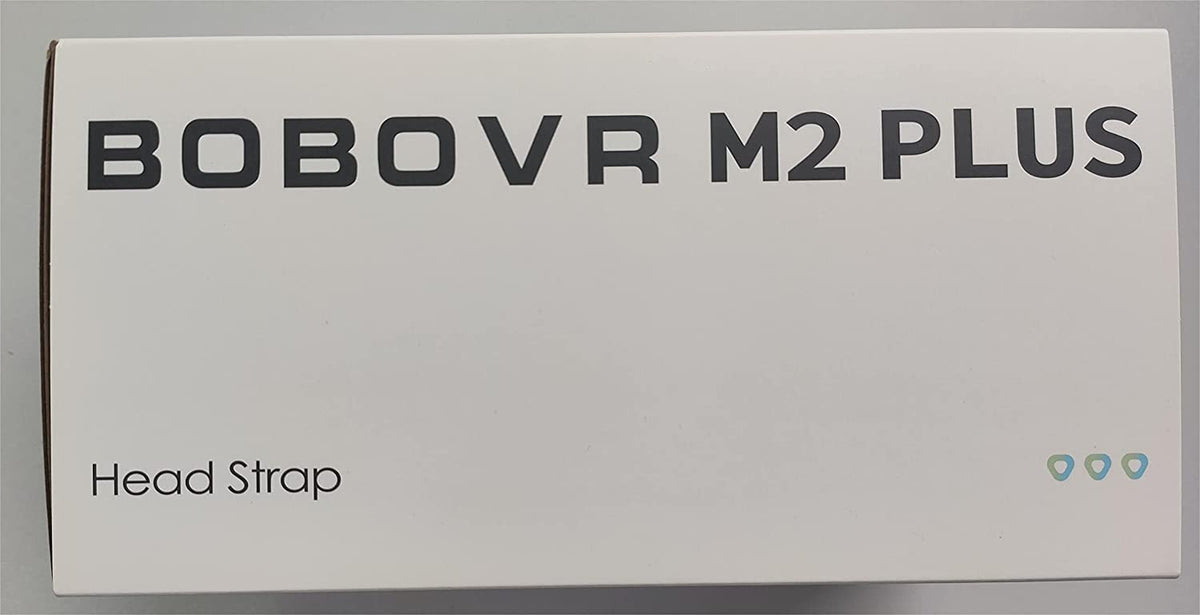 BOBOVR M2 PLUS
Head Strap